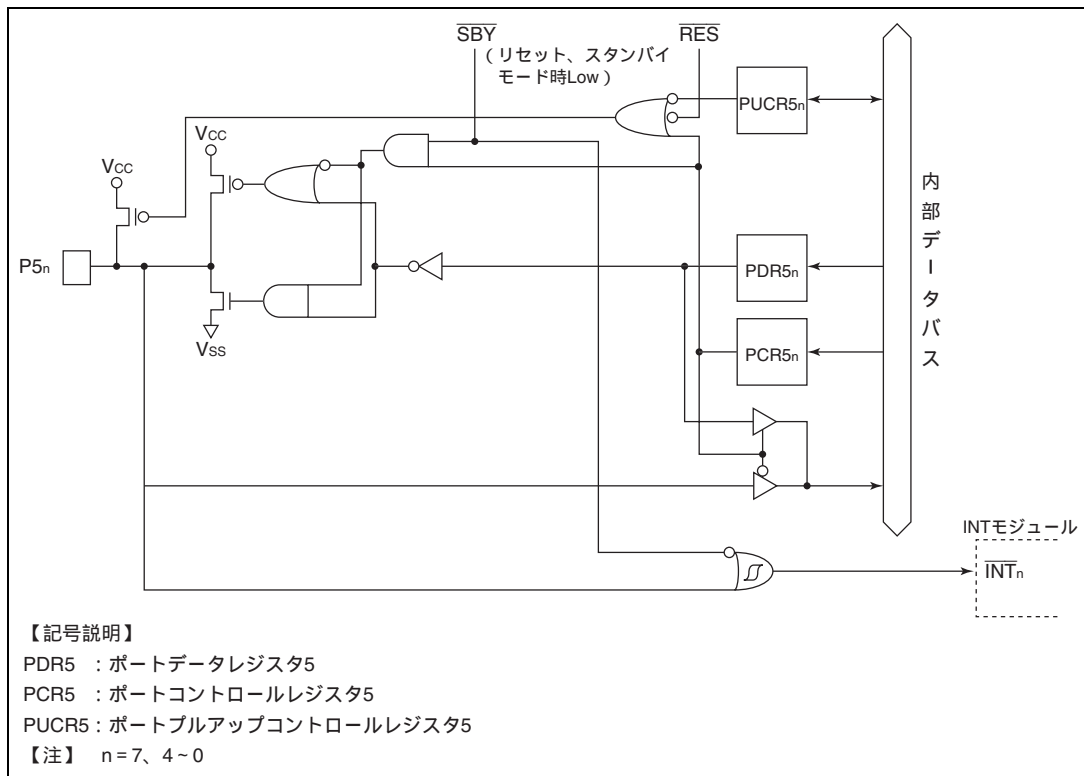 SBY
（リセット、スタンバイ
モード時Low）
RES
PUCR5n
VCC
VCC
内部データバス
P5n
PDR5n
VSS
PCR5n
INTモジュール
INTn
【記号説明】
PDR5 ：ポートデータレジスタ5
PCR5 ：ポートコントロールレジスタ5
PUCR5：ポートプルアップコントロールレジスタ5
【注】 n＝7、4～0